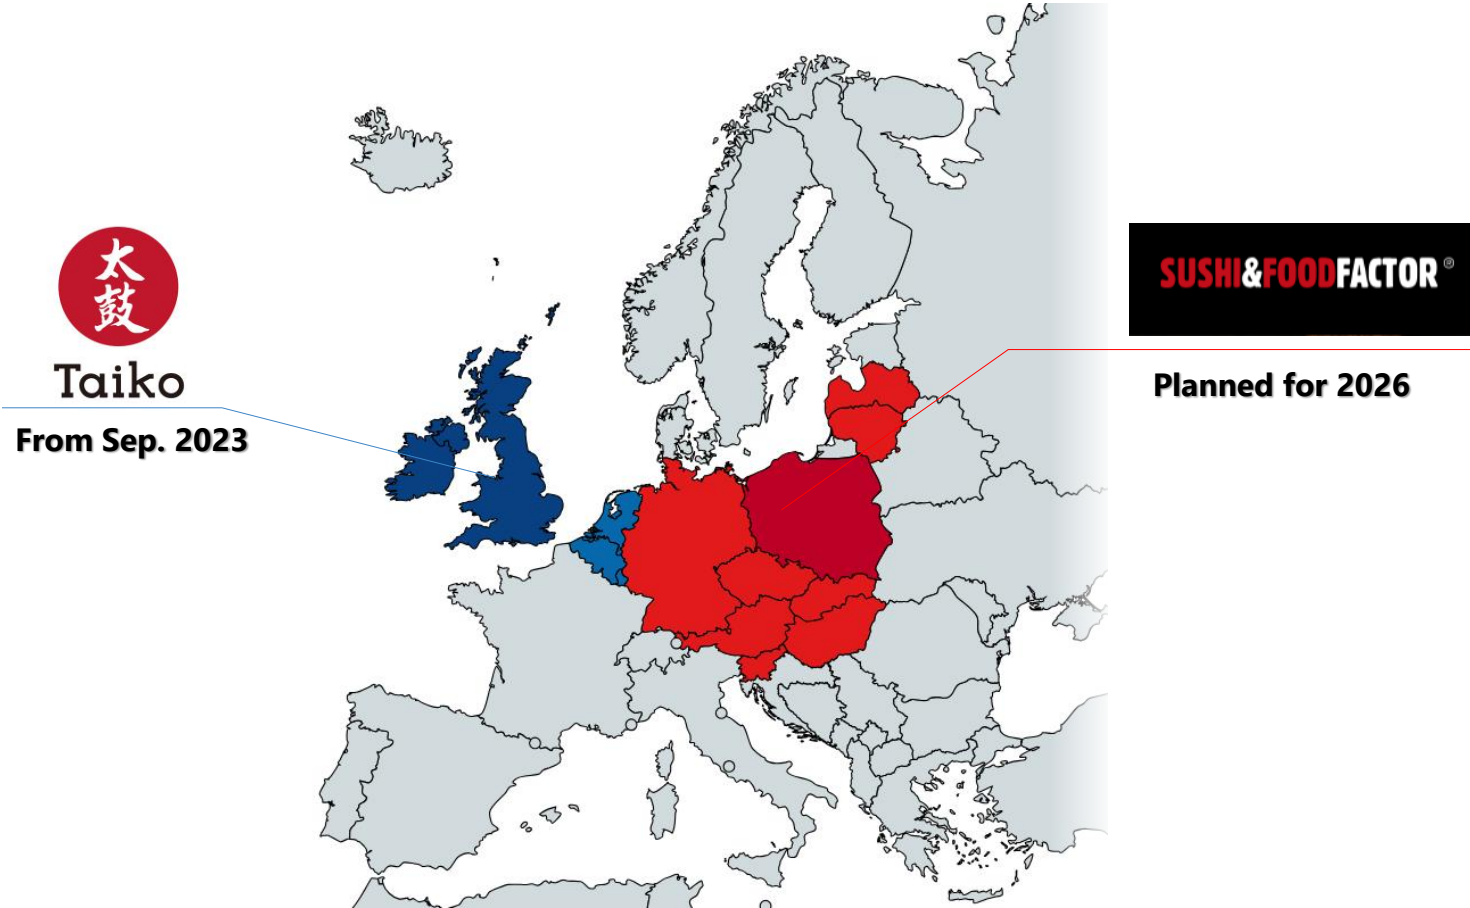 太
鼓
Taiko
From Sep. 2023
SUSHI&FOODFACTOR®
Planned for 2026